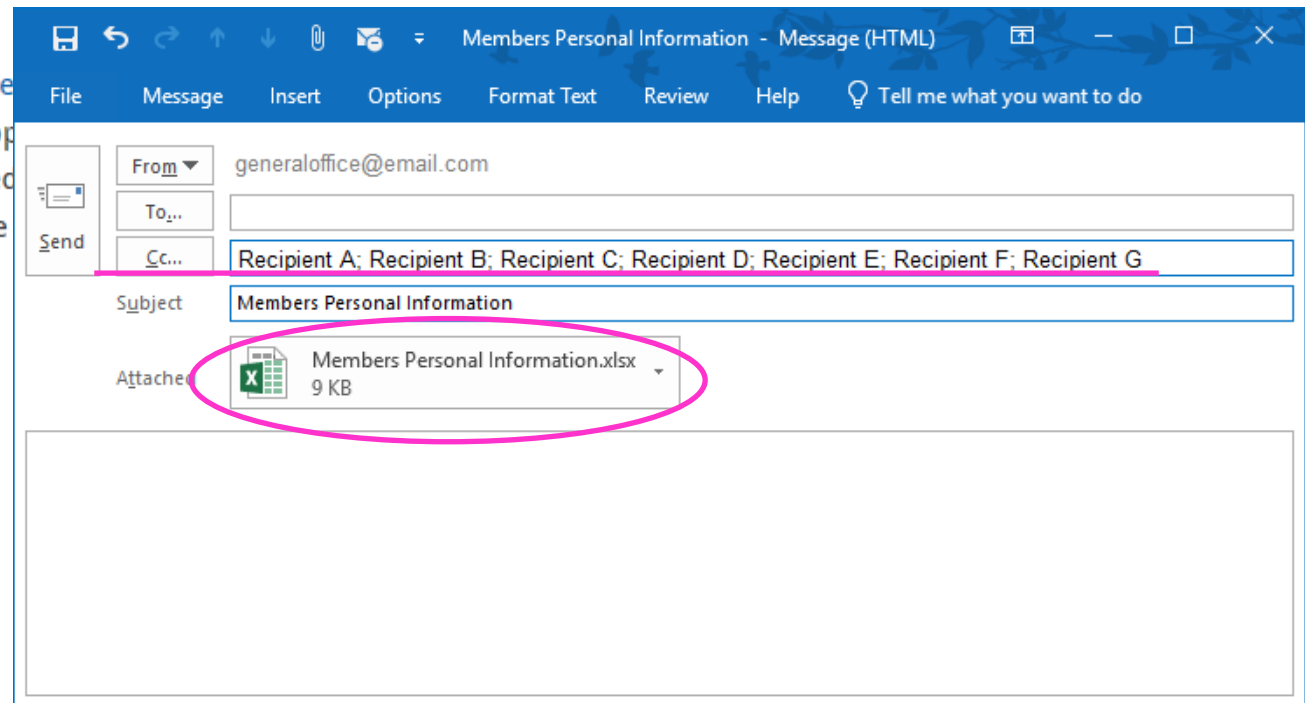 Members Personal Information - Message (HTML)
File Message Insert Options Format Text Review Help Tell me what you want to do
From generaloffice@email.com
To...
Send
Cc... Recipient A; Recipient B; Recipient C; Recipient D; Recipient E; Recipient F; Recipient G
Subject Members Personal Information
Attached Members Personal Information.xlsx
9 KB